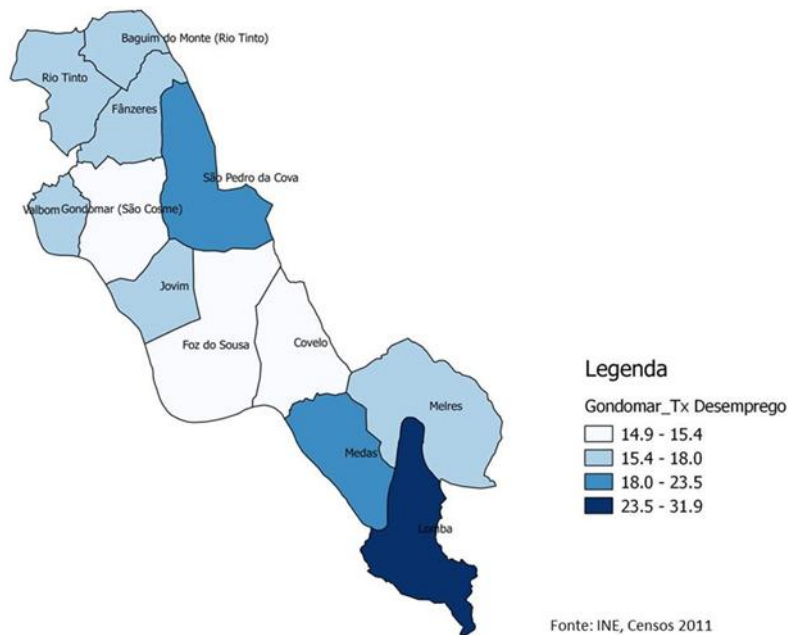 Baguim do Monte (Rio Tinto)
Rio Tinto
Fânzeres
São Pedro da Cova
Valbom
Gondomar (São Cosme)
Jovim
Foz do Sousa
Covelo
Melres
Medas
Lomba
Legenda
Gondomar_Tx Desemprego
14.9 - 15.4
15.4 - 18.0
18.0 - 23.5
23.5 - 31.9
Fonte: INE, Censos 2011